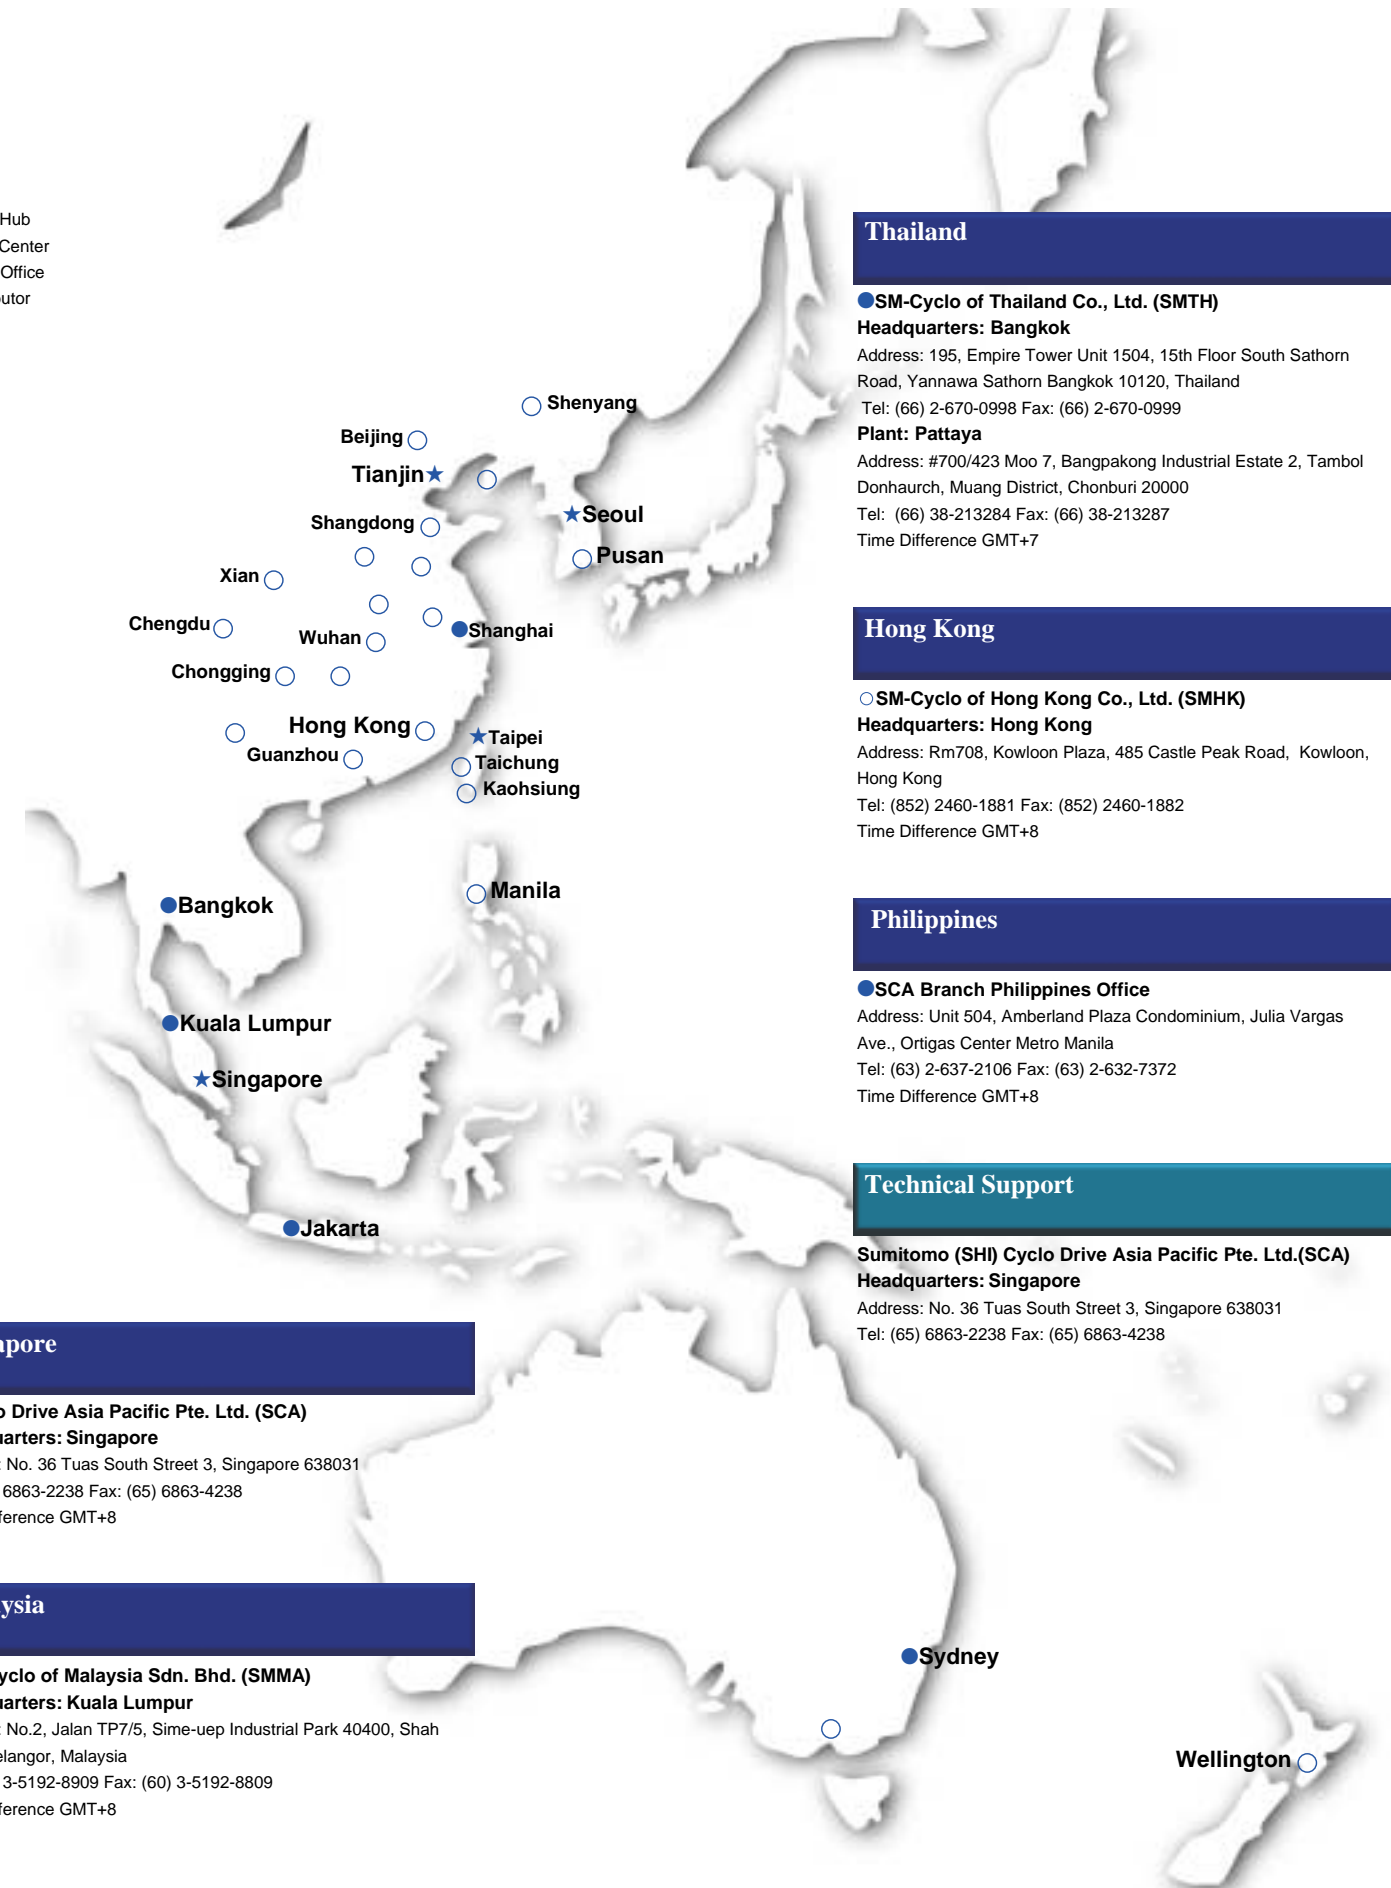 Hub
Center
Office
utor
Shenyang
Beijing
Tianjin★
★Seoul
Shangdong
Pusan
Xian
Chengdu
Wuhan
Shanghai
Chongging
Hong Kong
★Taipei
Guanzhou
Taichung
Kaohsiung
Manila
Bangkok
Kuala Lumpur
★Singapore
Jakarta
Sydney
Wellington
Thailand
●SM-Cyclo of Thailand Co., Ltd. (SMTH)
Headquarters: Bangkok
Address: 195, Empire Tower Unit 1504, 15th Floor South Sathorn
Road, Yannawa Sathorn Bangkok 10120, Thailand
Tel: (66) 2-670-0998 Fax: (66) 2-670-0999
Plant: Pattaya
Address: #700/423 Moo 7, Bangpakong Industrial Estate 2, Tambol
Donhaurch, Muang District, Chonburi 20000
Tel: (66) 38-213284 Fax: (66) 38-213287
Time Difference GMT+7
Hong Kong
○SM-Cyclo of Hong Kong Co., Ltd. (SMHK)
Headquarters: Hong Kong
Address: Rm708, Kowloon Plaza, 485 Castle Peak Road, Kowloon,
Hong Kong
Tel: (852) 2460-1881 Fax: (852) 2460-1882
Time Difference GMT+8
Philippines
●SCA Branch Philippines Office
Address: Unit 504, Amberland Plaza Condominium, Julia Vargas
Ave., Ortigas Center Metro Manila
Tel: (63) 2-637-2106 Fax: (63) 2-632-7372
Time Difference GMT+8
Technical Support
Sumitomo (SHI) Cyclo Drive Asia Pacific Pte. Ltd.(SCA)
Headquarters: Singapore
Address: No. 36 Tuas South Street 3, Singapore 638031
Tel: (65) 6863-2238 Fax: (65) 6863-4238
apore
o Drive Asia Pacific Pte. Ltd. (SCA)
uarters: Singapore
: No. 36 Tuas South Street 3, Singapore 638031
6863-2238 Fax: (65) 6863-4238
ference GMT+8
ysia
yclo of Malaysia Sdn. Bhd. (SMMA)
uarters: Kuala Lumpur
: No.2, Jalan TP7/5, Sime-uep Industrial Park 40400, Shah
elangor, Malaysia
3-5192-8909 Fax: (60) 3-5192-8809
ference GMT+8